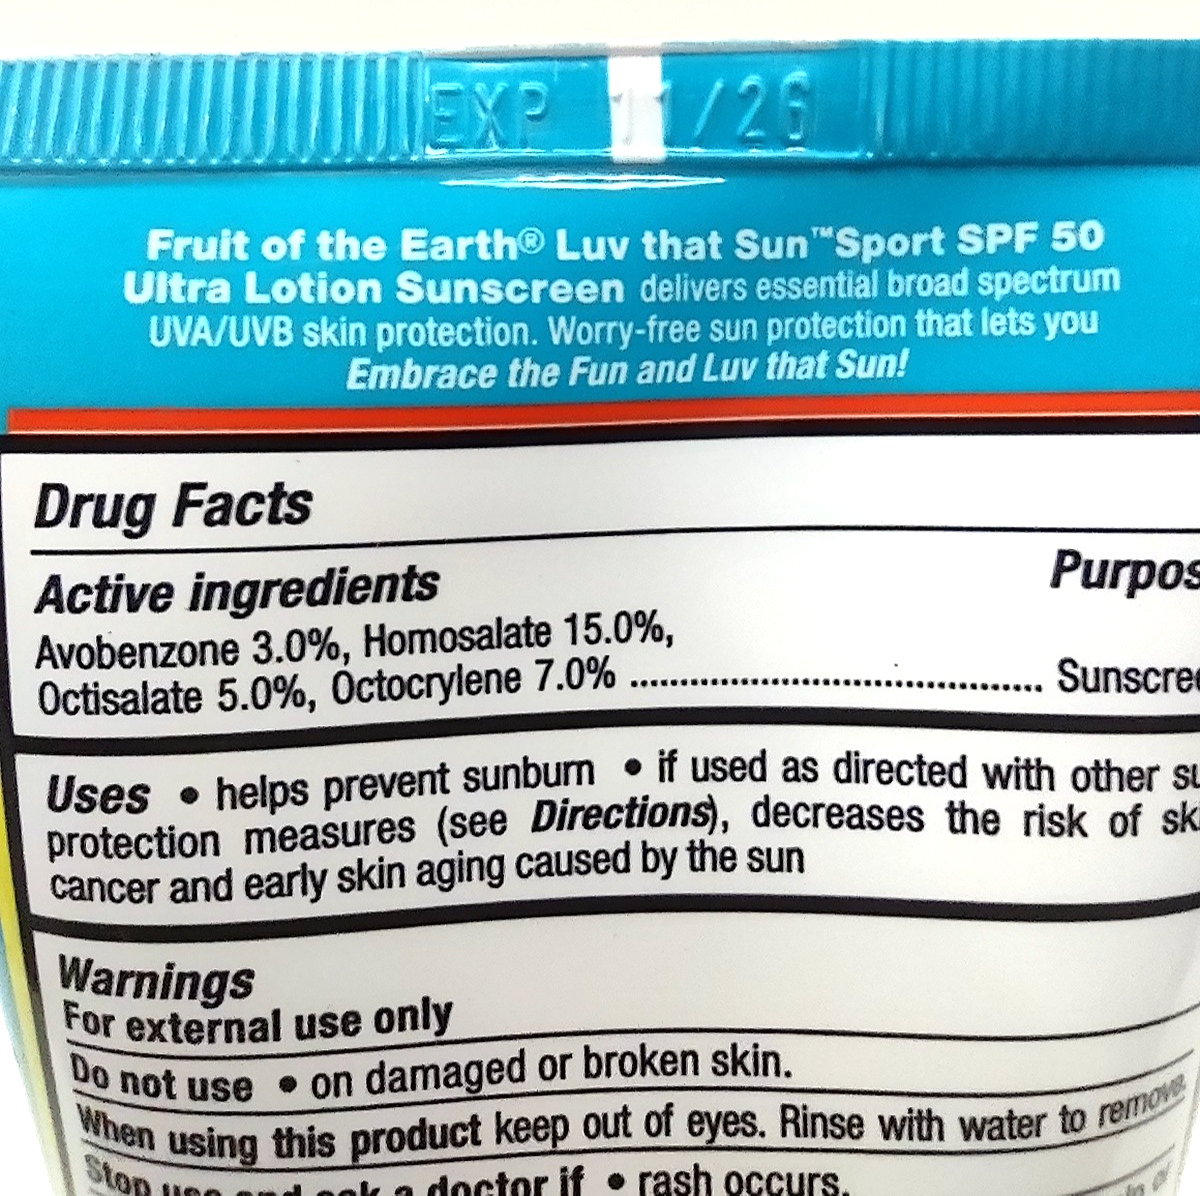 EXP 11/26
Fruit of the Earth® Luv that Sun™ Sport SPF 50
Ultra Lotion Sunscreen delivers essential broad spectrum
UVA/UVB skin protection. Worry-free sun protection that lets you
Embrace the Fun and Luv that Sun!
Drug Facts
Active ingredients Purpos
Avobenzone 3.0%, Homosalate 15.0%,
Octisalate 5.0%, Octocrylene 7.0% ........................................ Sunscree
Uses • helps prevent sunburn • if used as directed with other su
protection measures (see Directions), decreases the risk of sk
cancer and early skin aging caused by the sun
Warnings
For external use only
Do not use • on damaged or broken skin.
When using this product keep out of eyes. Rinse with water to remove.
Stop use and ask a doctor if • rash occurs.